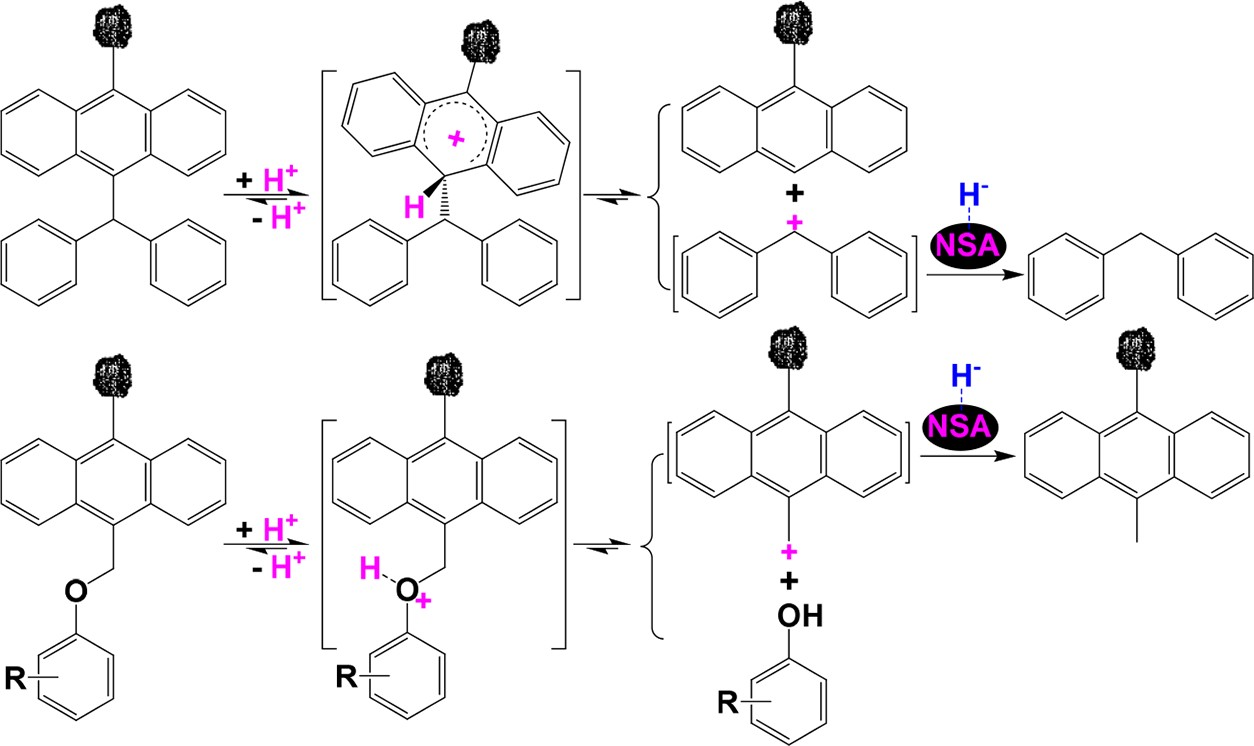 + H+
- H+
+
H
+
+
H-
NSA
+ H+
- H+
O
R
H
O
+
R
+
+
OH
R
H-
NSA